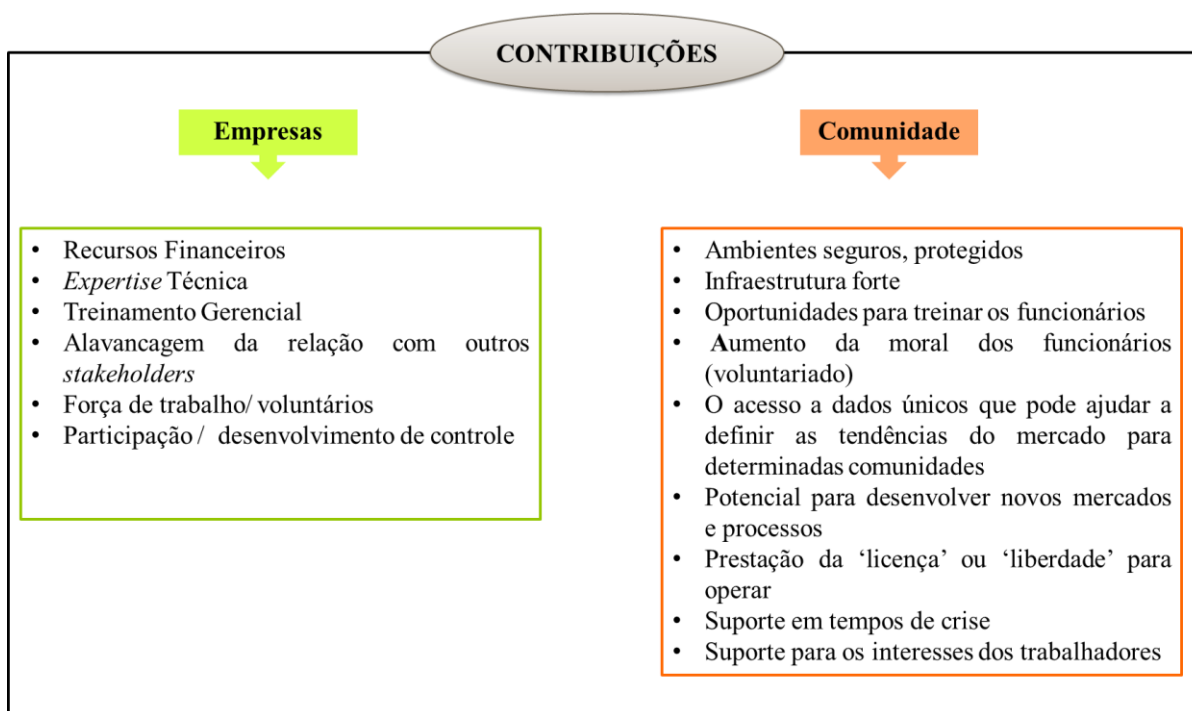 CONTRIBUIÇÕES
Empresas
• Recursos Financeiros
• Expertise Técnica
• Treinamento Gerencial
• Alavancagem da relação com outros
stakeholders
• Força de trabalho/ voluntários
• Participação / desenvolvimento de controle
Comunidade
• Ambientes seguros, protegidos
• Infraestrutura forte
• Oportunidades para treinar os funcionários
• Aumento da moral dos funcionários
(voluntariado)
• O acesso a dados únicos que pode ajudar a
definir as tendências do mercado para
determinadas comunidades
• Potencial para desenvolver novos mercados
e processos
• Prestação da ‘licença’ ou ‘liberdade’ para
operar
• Suporte em tempos de crise
• Suporte para os interesses dos trabalhadores